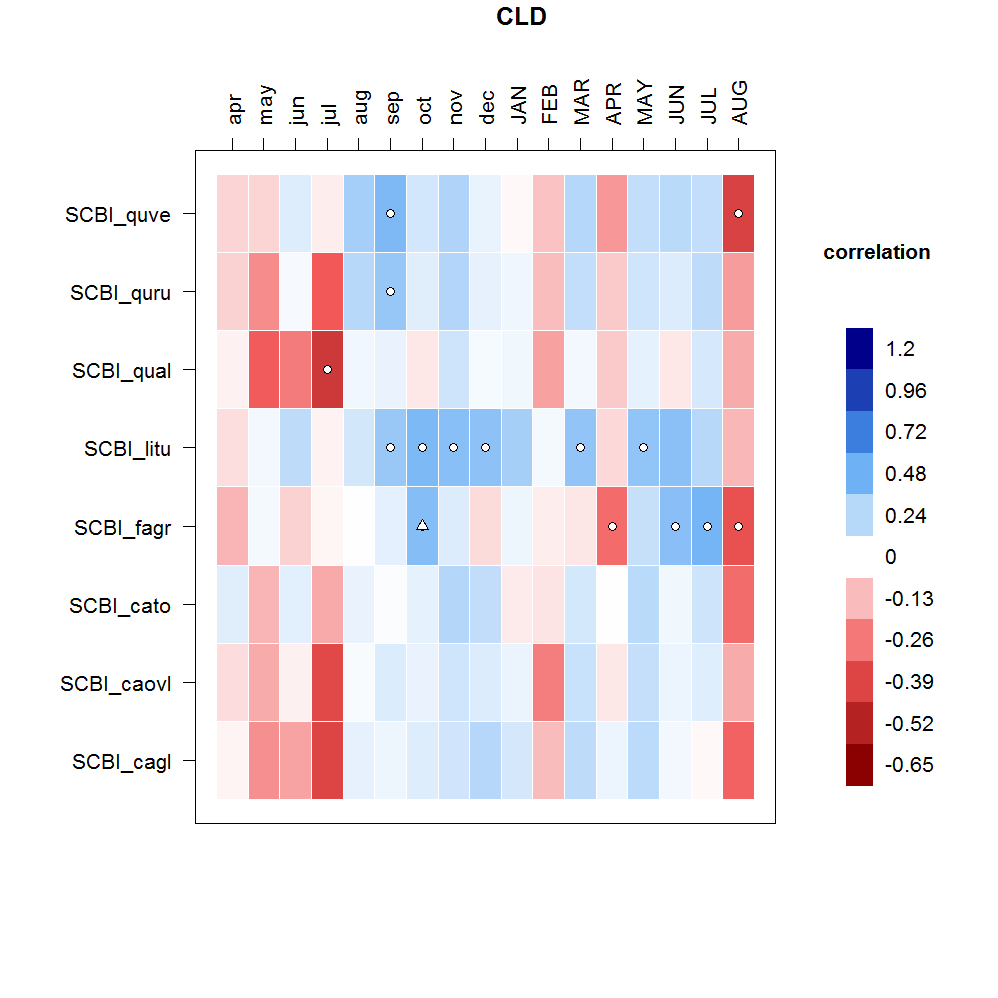 CLD
apr may jun jul aug sep oct nov dec JAN FEB MAR APR MAY JUN JUL AUG
SCBI_quve
SCBI_quru
SCBI_qual
SCBI_litu
SCBI_fagr
SCBI_cato
SCBI_caovl
SCBI_cagl
correlation
1.2
0.96
0.72
0.48
0.24
0
-0.13
-0.26
-0.39
-0.52
-0.65